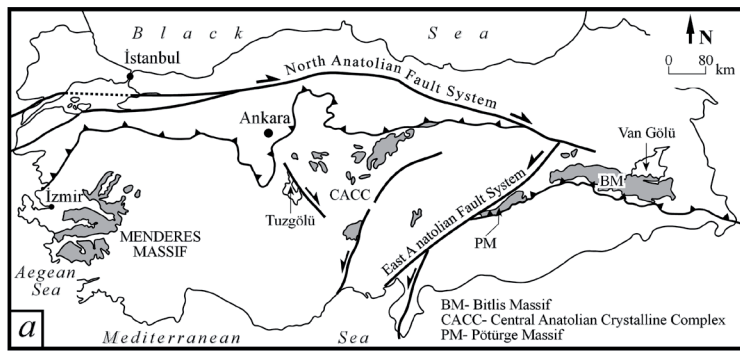 Black Sea
N
0 80
km
İstanbul
North Anatolian Fault System
Ankara
Van Gölü
İzmir
CACC
BM
MENDERES
MASSIF
Tuzgölü
East Anatolian Fault System
PM
Aegean
Sea
BM- Bitlis Massif
CACC- Central Anatolian Crystalline Complex
PM- Pötürge Massif
a
Mediterranean Sea